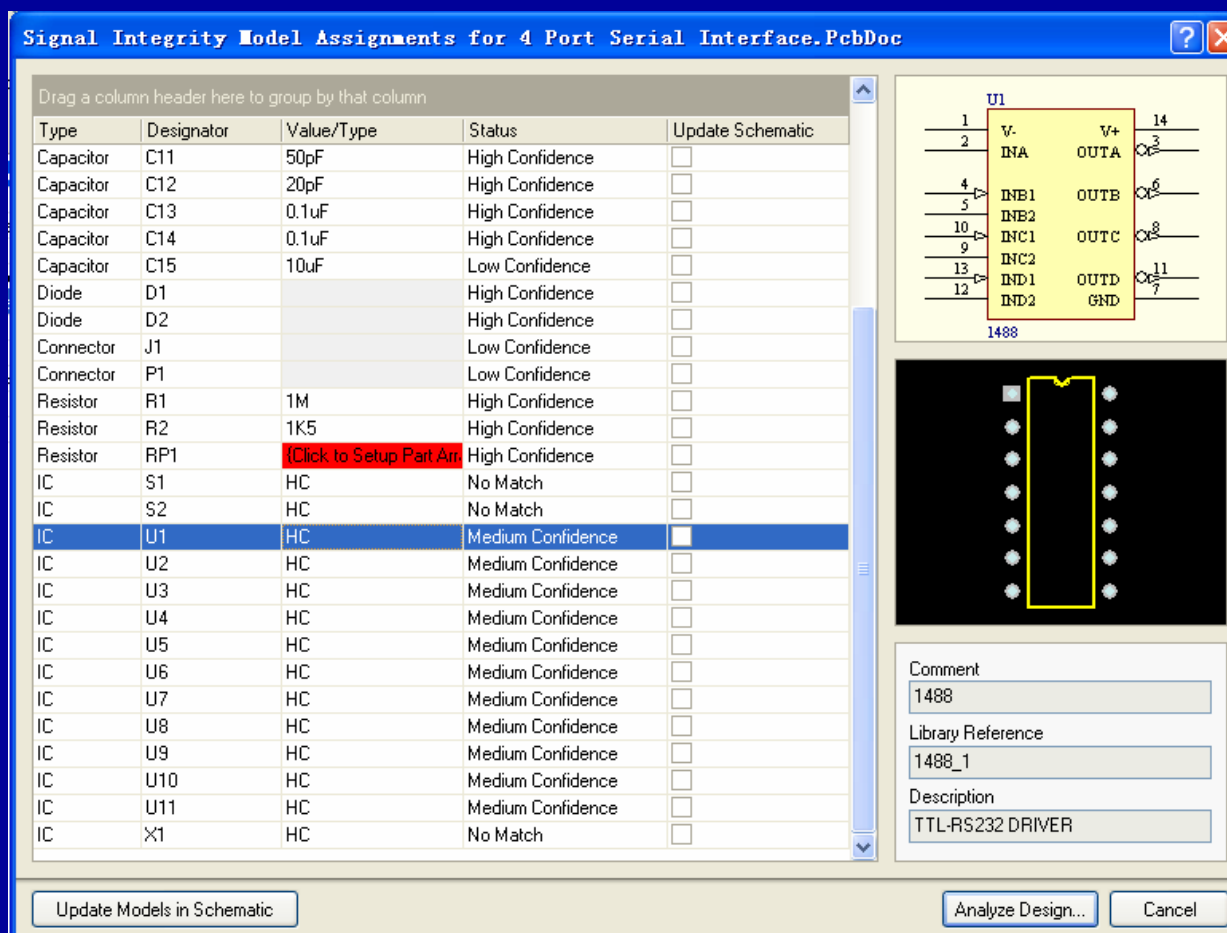 Signal Integrity Model Assignments for 4 Port Serial Interface.PcbDoc
Drag a column header here to group by that column
Type Designator Value/Type Status Update Schematic
Capacitor C11 50pF High Confidence
Capacitor C12 20pF High Confidence
Capacitor C13 0.1uF High Confidence
Capacitor C14 0.1uF High Confidence
Capacitor C15 10uF Low Confidence
Diode D1 High Confidence
Diode D2 High Confidence
Connector J1 Low Confidence
Connector P1 Low Confidence
Resistor R1 1M High Confidence
Resistor R2 1K5 High Confidence
Resistor RP1 (Click to Setup Part Arr High Confidence
IC S1 HC No Match
IC S2 HC No Match
IC U1 HC Medium Confidence
IC U2 HC Medium Confidence
IC U3 HC Medium Confidence
IC U4 HC Medium Confidence
IC U5 HC Medium Confidence
IC U6 HC Medium Confidence
IC U7 HC Medium Confidence
IC U8 HC Medium Confidence
IC U9 HC Medium Confidence
IC U10 HC Medium Confidence
IC U11 HC Medium Confidence
IC X1 HC No Match
U1
1 V- V+ 14
2 INA OUTA 3
4 INB1 OUTB 6
5 INB2
10 INC1 OUTC 8
9 INC2
13 IND1 OUTD 11
12 IND2 GND 7
1488
Comment
1488
Library Reference
1488_1
Description
TTL-RS232 DRIVER
Update Models in Schematic
Analyze Design...
Cancel